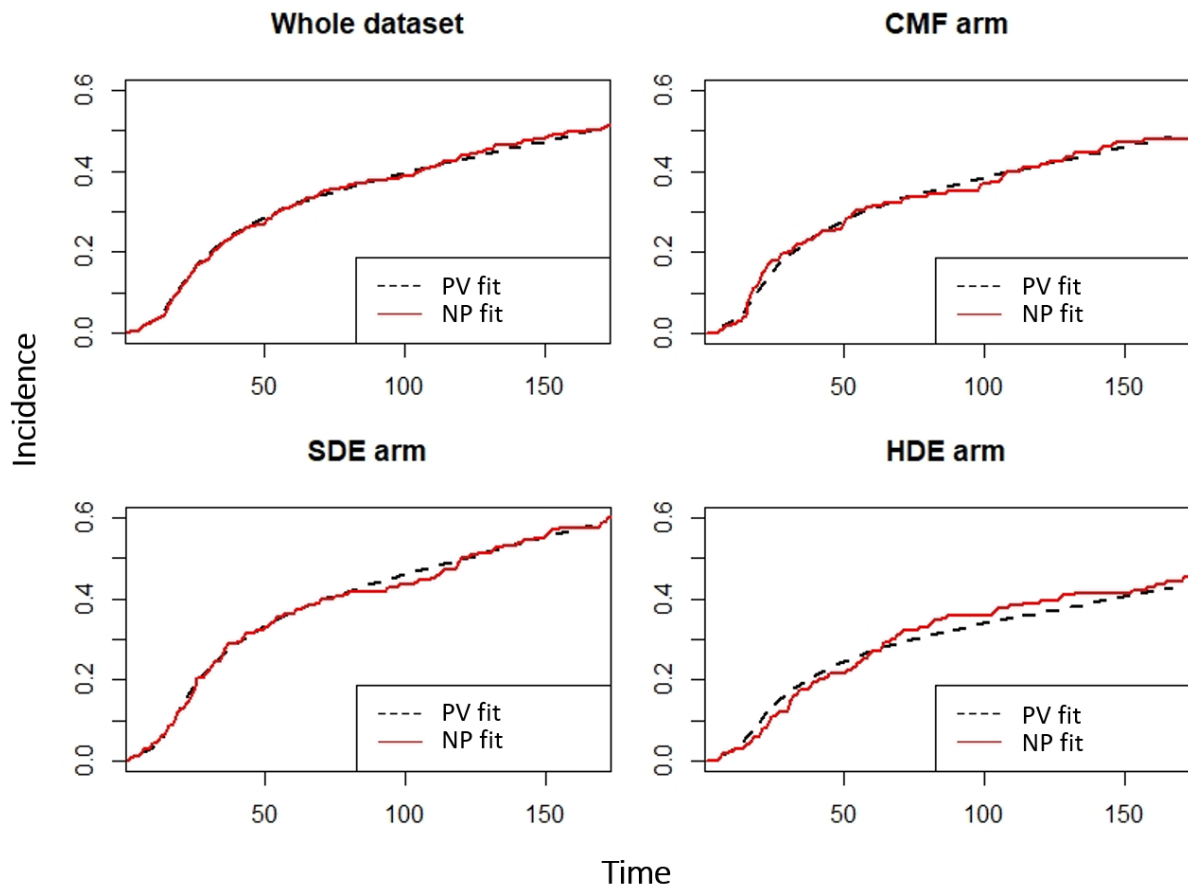 Whole dataset
0.6
0.4
0.2
0.0
PV fit
NP fit
50 100 150
CMF arm
0.6
0.4
0.2
0.0
PV fit
NP fit
50 100 150
Incidence
SDE arm
0.6
0.4
0.2
0.0
PV fit
NP fit
50 100 150
HDE arm
0.6
0.4
0.2
0.0
PV fit
NP fit
50 100 150
Time